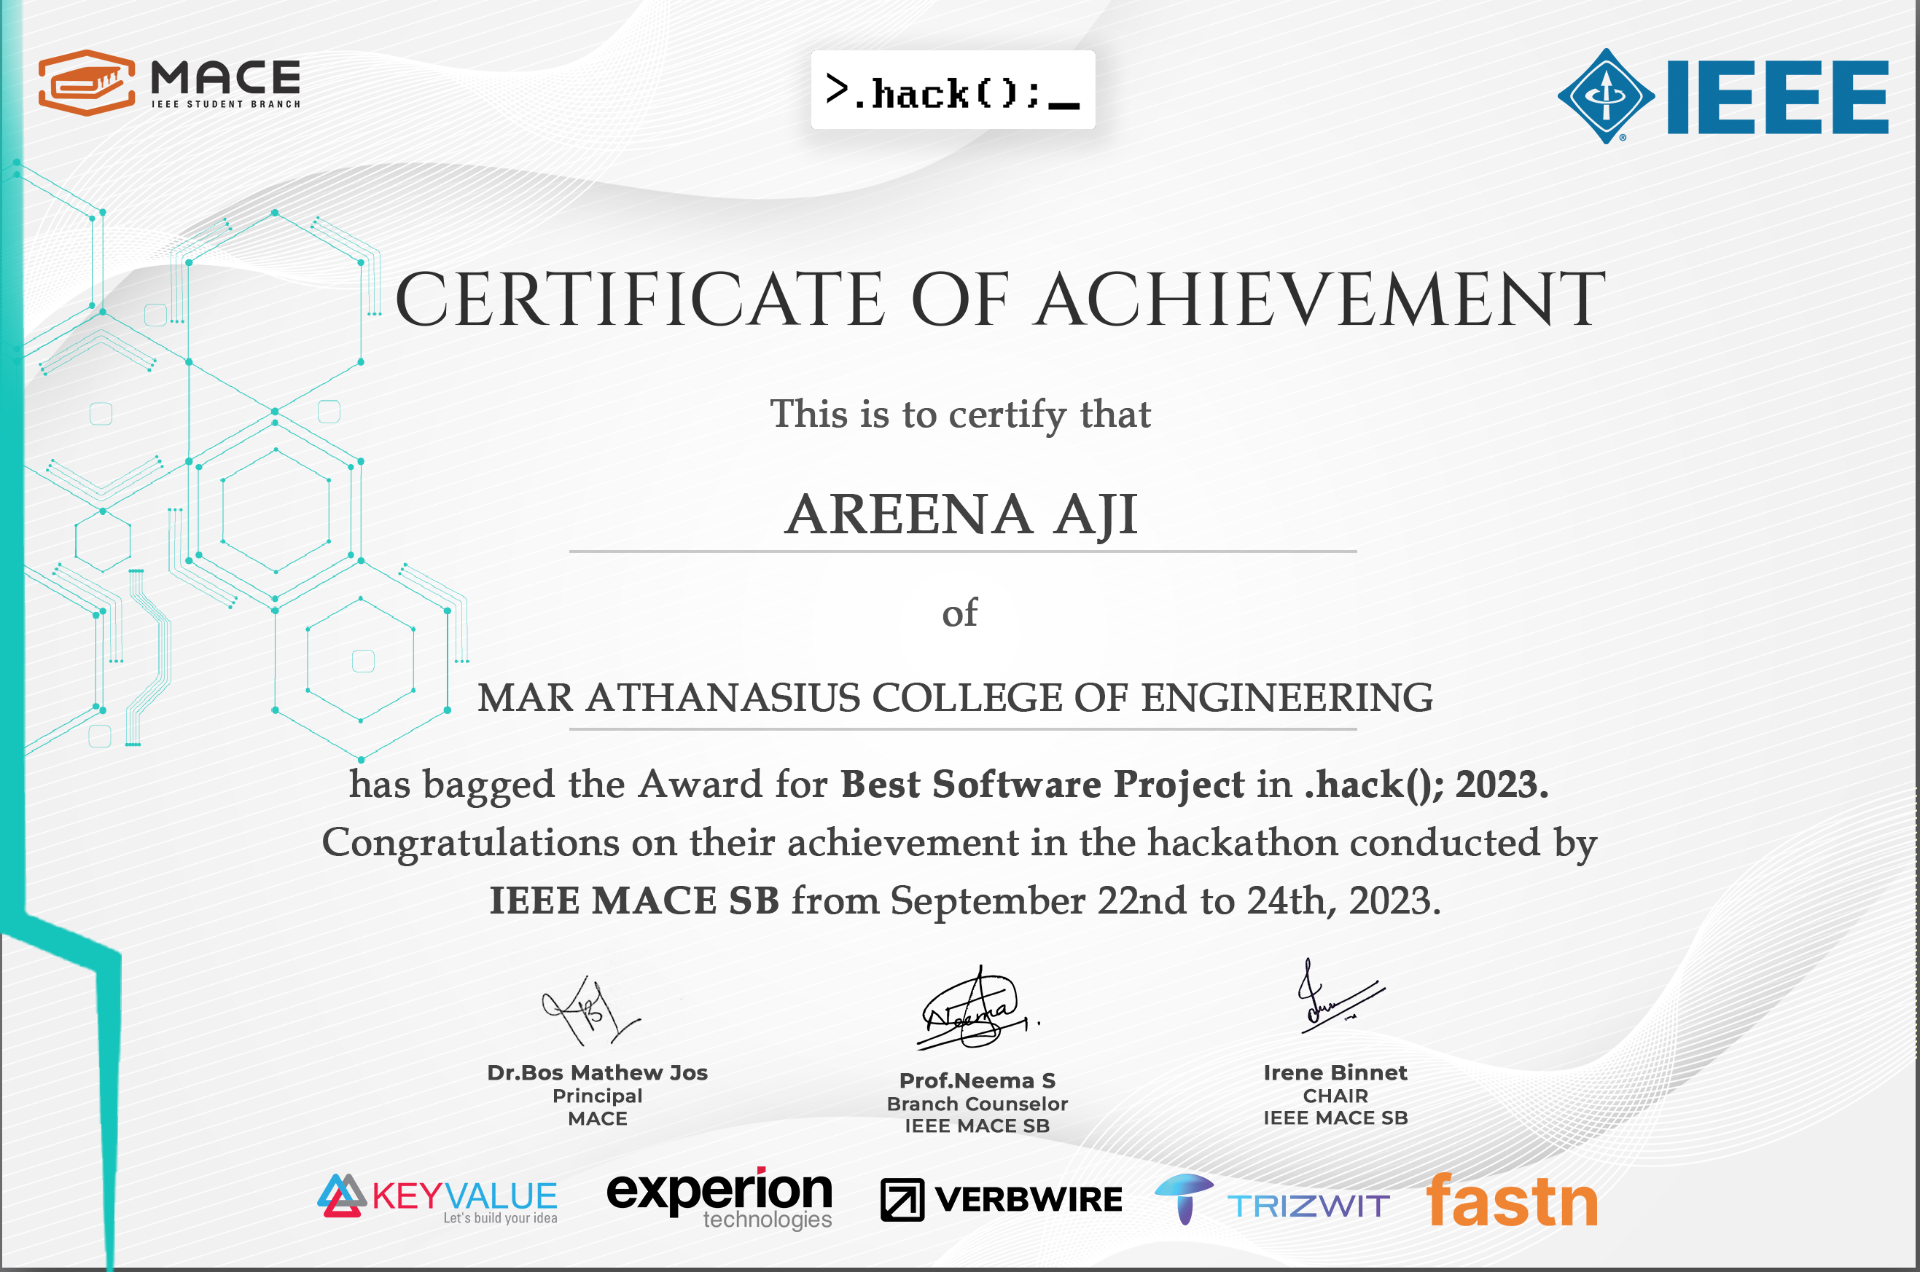 MACE
IEEE STUDENT BRANCH
>.hack();_
IEEE
®
CERTIFICATE OF ACHIEVEMENT
This is to certify that
AREENA AJI
of
MAR ATHANASIUS COLLEGE OF ENGINEERING
has bagged the Award for Best Software Project in .hack(); 2023.
Congratulations on their achievement in the hackathon conducted by
IEEE MACE SB from September 22nd to 24th, 2023.
Neema
Dr.Bos Mathew Jos
Principal
MACE
Prof.Neema S
Branch Counselor
IEEE MACE SB
Irene Binnet
CHAIR
IEEE MACE SB
KEYVALUE
Let's build your idea
experion
technologies
VERBWIRE
TRIZWIT
fastn